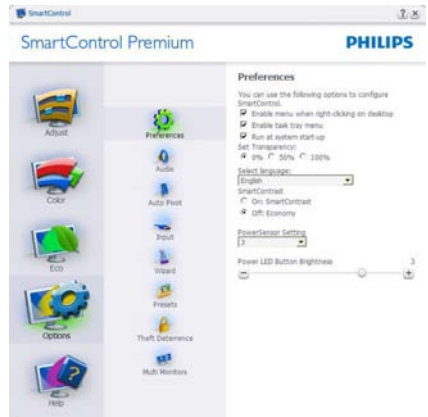 SmartControl
SmartControl Premium
PHILIPS
Adjust
Color
Eco
Options
Help
Preferences
Audio
Auto Pivot
Input
Wizard
Presets
Theft Deterrence
Multi Monitors
Preferences
You can use the following options to configure
SmartControl.
Enable menu when right-clicking on desktop
Enable task tray menu
Run at system start-up
Set Transparency:
0% 50% 100%
Select language:
English
SmartContrast
On: SmartContrast
Off: Economy
PowerSensor Setting
3
Power LED Button Brightness 3